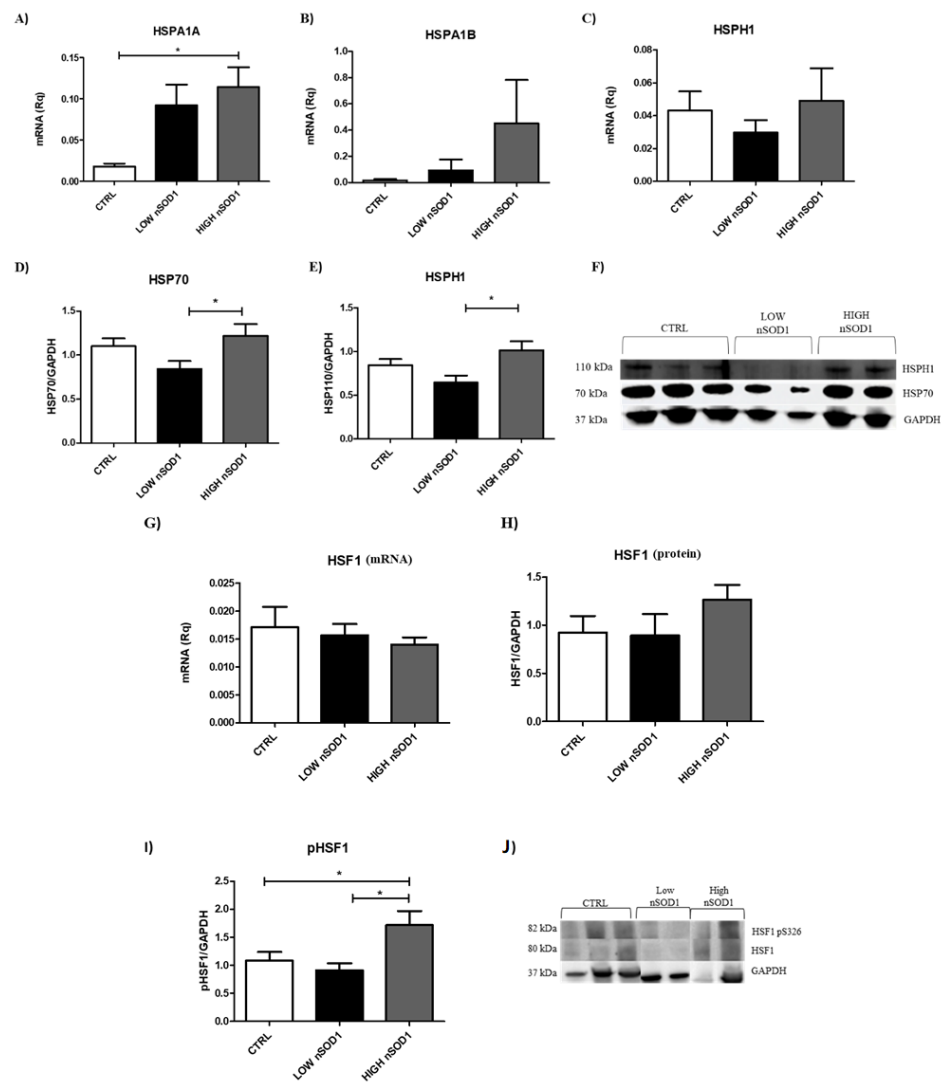 A)
HSPA1A
*
mRNA (Rq)
0.15
0.10
0.05
0.00
CTRL
LOW nSOD1
HIGH nSOD1
B)
HSPA1B
mRNA (Rq)
1.0
0.8
0.6
0.4
0.2
0.0
CTRL
LOW nSOD1
HIGH nSOD1
C)
HSPH1
mRNA (Rq)
0.08
0.06
0.04
0.02
0.00
CTRL
LOW nSOD1
HIGH nSOD1
D)
HSP70
*
HSP70/GAPDH
1.5
1.0
0.5
0.0
CTRL
LOW nSOD1
HIGH nSOD1
E)
HSPH1
*
HSP110/GAPDH
1.5
1.0
0.5
0.0
CTRL
LOW nSOD1
HIGH nSOD1
F)
CTRL
LOW
nSOD1
HIGH
nSOD1
110 kDa
HSPH1
70 kDa
HSP70
37 kDa
GAPDH
G)
HSF1 (mRNA)
mRNA (Rq)
0.025
0.020
0.015
0.010
0.005
0.000
CTRL
LOW nSOD1
HIGH nSOD1
H)
HSF1 (protein)
HSF1/GAPDH
1.5
1.0
0.5
0.0
CTRL
LOW nSOD1
HIGH nSOD1
I)
pHSF1
*
*
pHSF1/GAPDH
2.5
2.0
1.5
1.0
0.5
0.0
CTRL
LOW nSOD1
HIGH nSOD1
J)
CTRL
Low
nSOD1
High
nSOD1
82 kDa
HSF1 pS326
80 kDa
HSF1
37 kDa
GAPDH